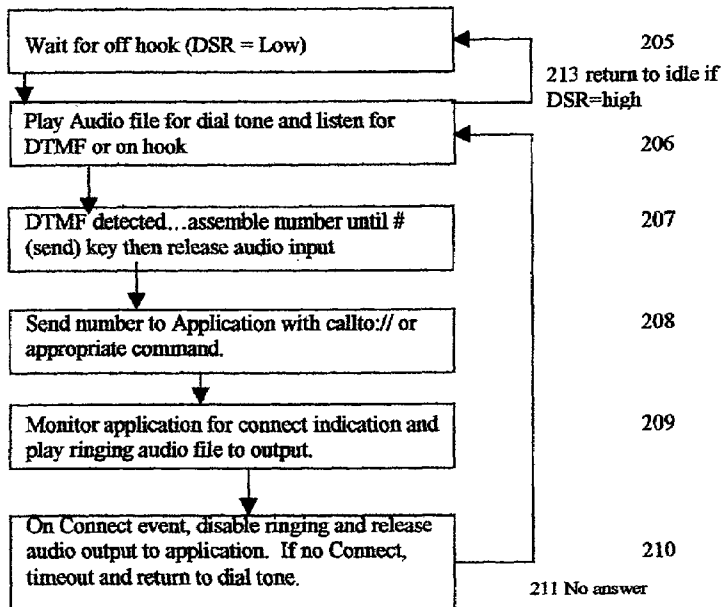 Wait for off hook (DSR = Low)
205
213 return to idle if
DSR=high
Play Audio file for dial tone and listen for
DTMF or on hook
206
DTMF detected...assemble number until #
(send) key then release audio input
207
Send number to Application with callto:// or
appropriate command.
208
Monitor application for connect indication and
play ringing audio file to output.
209
On Connect event, disable ringing and release
audio output to application. If no Connect,
timeout and return to dial tone.
210
211 No answer